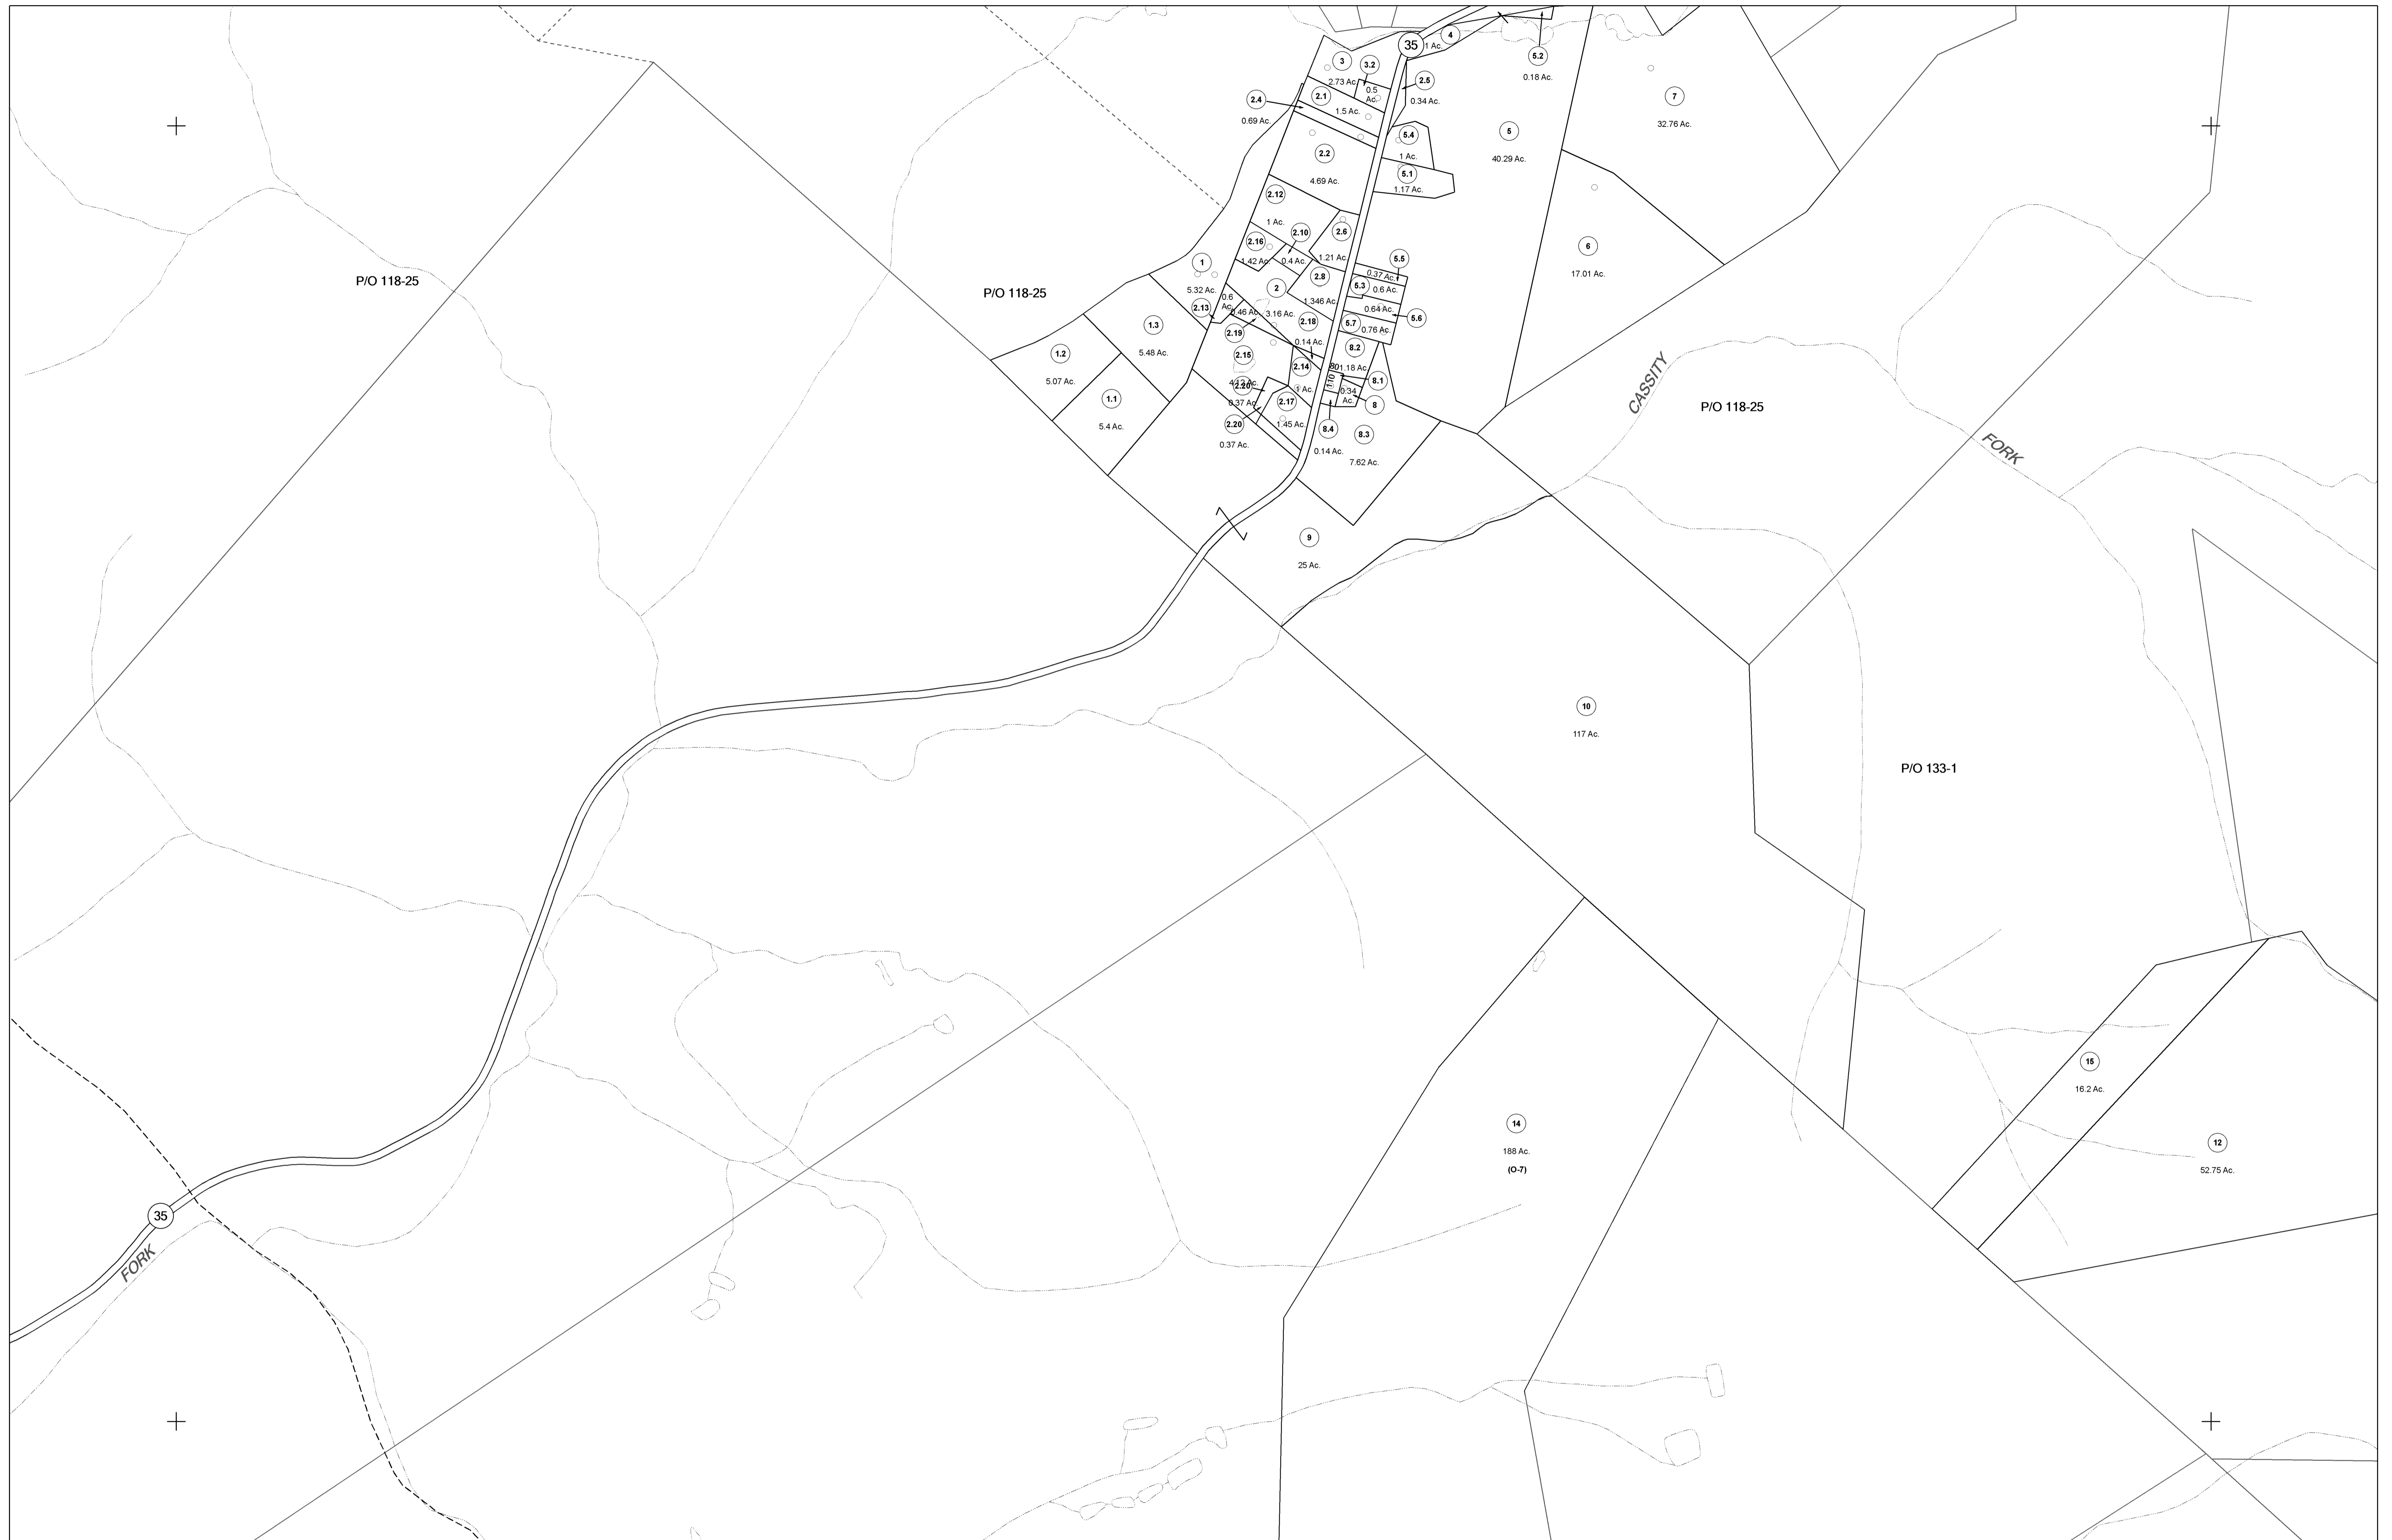 4
35
1 Ac.
5.2
0.18 Ac.
3
3.2
2.73 Ac.
0.5
Ac.
2.5
0.34 Ac.
2.4
0.69 Ac.
2.1
1.5 Ac.
7
32.76 Ac.
5
40.29 Ac.
5.4
1 Ac.
2.2
4.69 Ac.
5.1
1.17 Ac.
2.12
1 Ac.
2.10
0.4 Ac.
2.6
1.21 Ac.
2.16
1.42 Ac.
6
17.01 Ac.
5.5
0.37 Ac.
1
5.32 Ac.
2.8
1.346 Ac.
5.3
0.6 Ac.
2
3.16 Ac.
P/O 118-25
P/O 118-25
0.6
Ac.
2.13
0.46 Ac.
0.64 Ac.
5.6
2.18
0.14 Ac.
5.7
0.76 Ac.
1.3
5.48 Ac.
2.19
1.2
5.07 Ac.
2.15
8.2
1.18 Ac.
80
110
2.14
1 Ac.
8.1
2.20
0.37 Ac.
0.34
Ac.
8
1.1
5.4 Ac.
2.17
1.45 Ac.
2.20
0.37 Ac.
8.4
0.14 Ac.
8.3
7.62 Ac.
CASSITY
P/O 118-25
FORK
9
25 Ac.
10
117 Ac.
P/O 133-1
15
16.2 Ac.
14
188 Ac.
(O-7)
12
52.75 Ac.
35
FORK